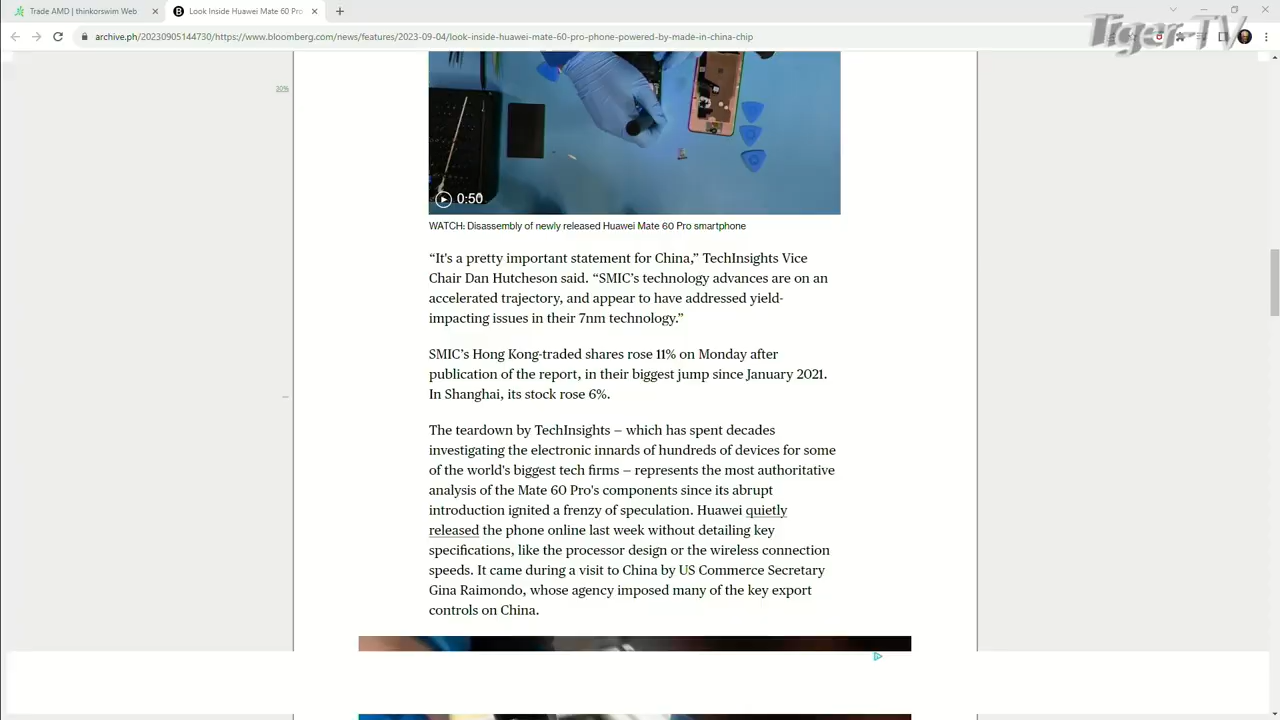 Trade AMD | thinkorswim Web
Look Inside Huawei Mate 60 Pro
Tiger-TV
archive.ph/20230905144730/https://www.bloomberg.com/news/features/2023-09-04/look-inside-huawei-mate-60-pro-phone-powered-by-made-in-china-chip
20%
0:50
WATCH: Disassembly of newly released Huawei Mate 60 Pro smartphone
“It's a pretty important statement for China,” TechInsights Vice
Chair Dan Hutcheson said. “SMIC’s technology advances are on an
accelerated trajectory, and appear to have addressed yield-
impacting issues in their 7nm technology.”
SMIC’s Hong Kong-traded shares rose 11% on Monday after
publication of the report, in their biggest jump since January 2021.
In Shanghai, its stock rose 6%.
The teardown by TechInsights – which has spent decades
investigating the electronic innards of hundreds of devices for some
of the world's biggest tech firms – represents the most authoritative
analysis of the Mate 60 Pro's components since its abrupt
introduction ignited a frenzy of speculation. Huawei quietly
released the phone online last week without detailing key
specifications, like the processor design or the wireless connection
speeds. It came during a visit to China by US Commerce Secretary
Gina Raimondo, whose agency imposed many of the key export
controls on China.